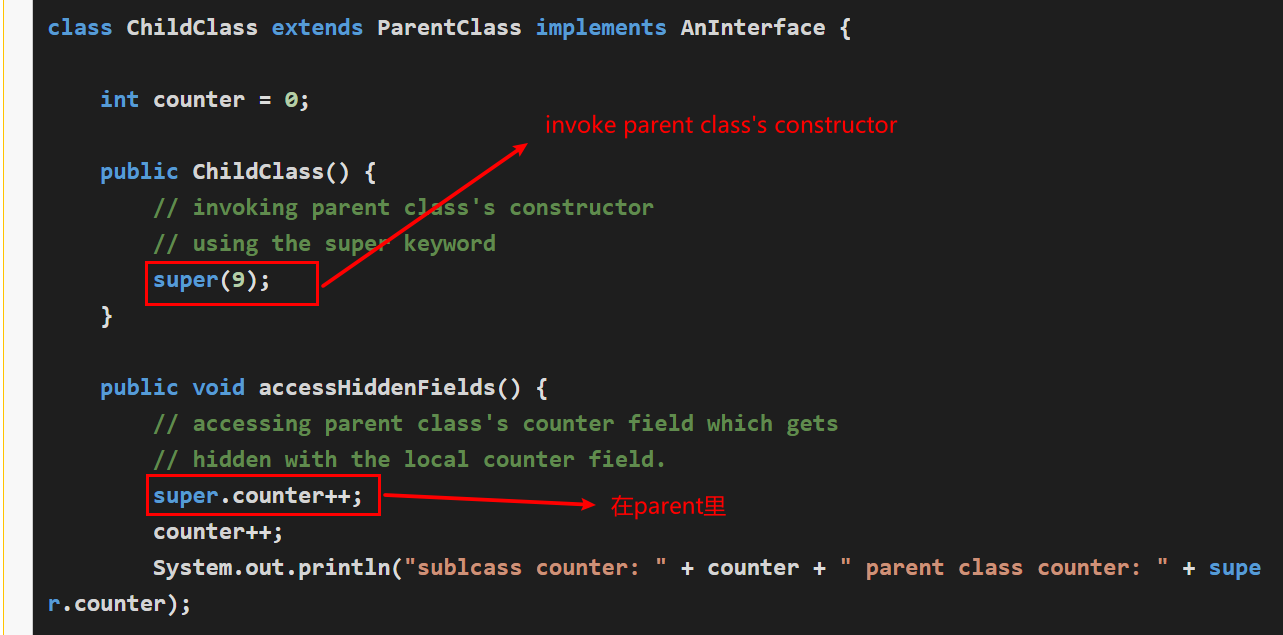 class ChildClass extends ParentClass implements AnInterface {
int counter = 0;
invoke parent class's constructor
public ChildClass() {
// invoking parent class's constructor
// using the super keyword
super(9);
}
public void accessHiddenFields() {
// accessing parent class's counter field which gets
// hidden with the local counter field.
super.counter++;
在parent里
counter++;
System.out.println("sublcass counter: " + counter + " parent class counter: " + supe
r.counter);